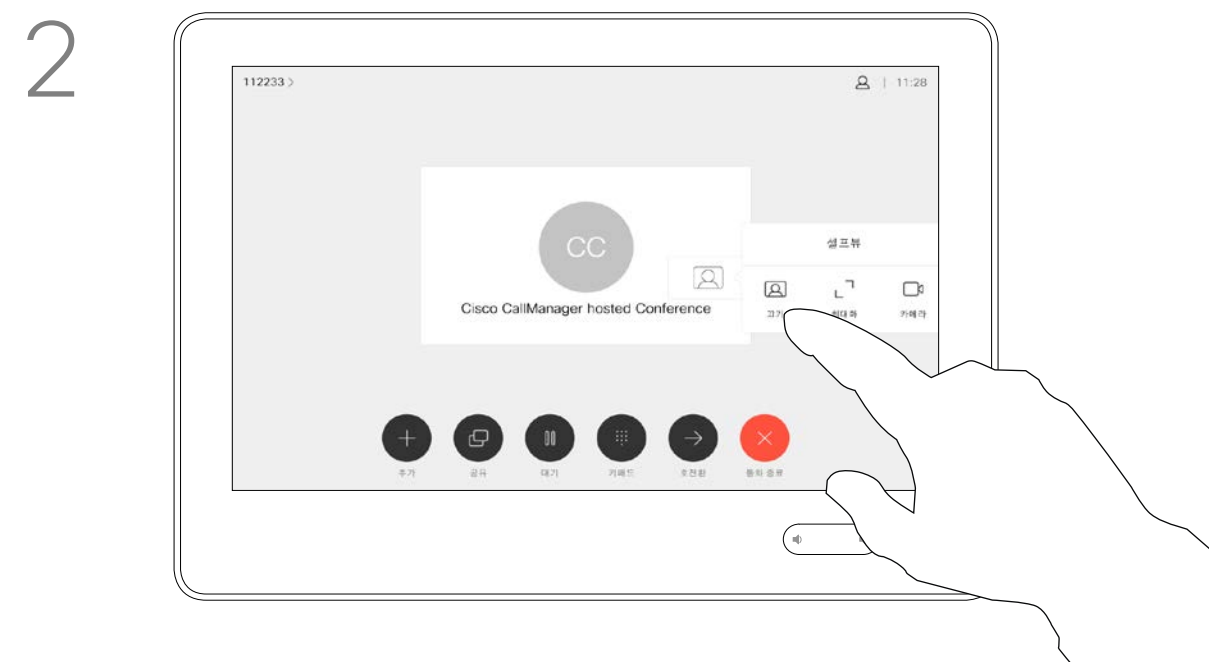 2
112233 >
11:28
CC
Cisco CallManager hosted Conference
셀프뷰
끄기
최대화
카메라
추가
공유
대기
키패드
호전환
통화 종료